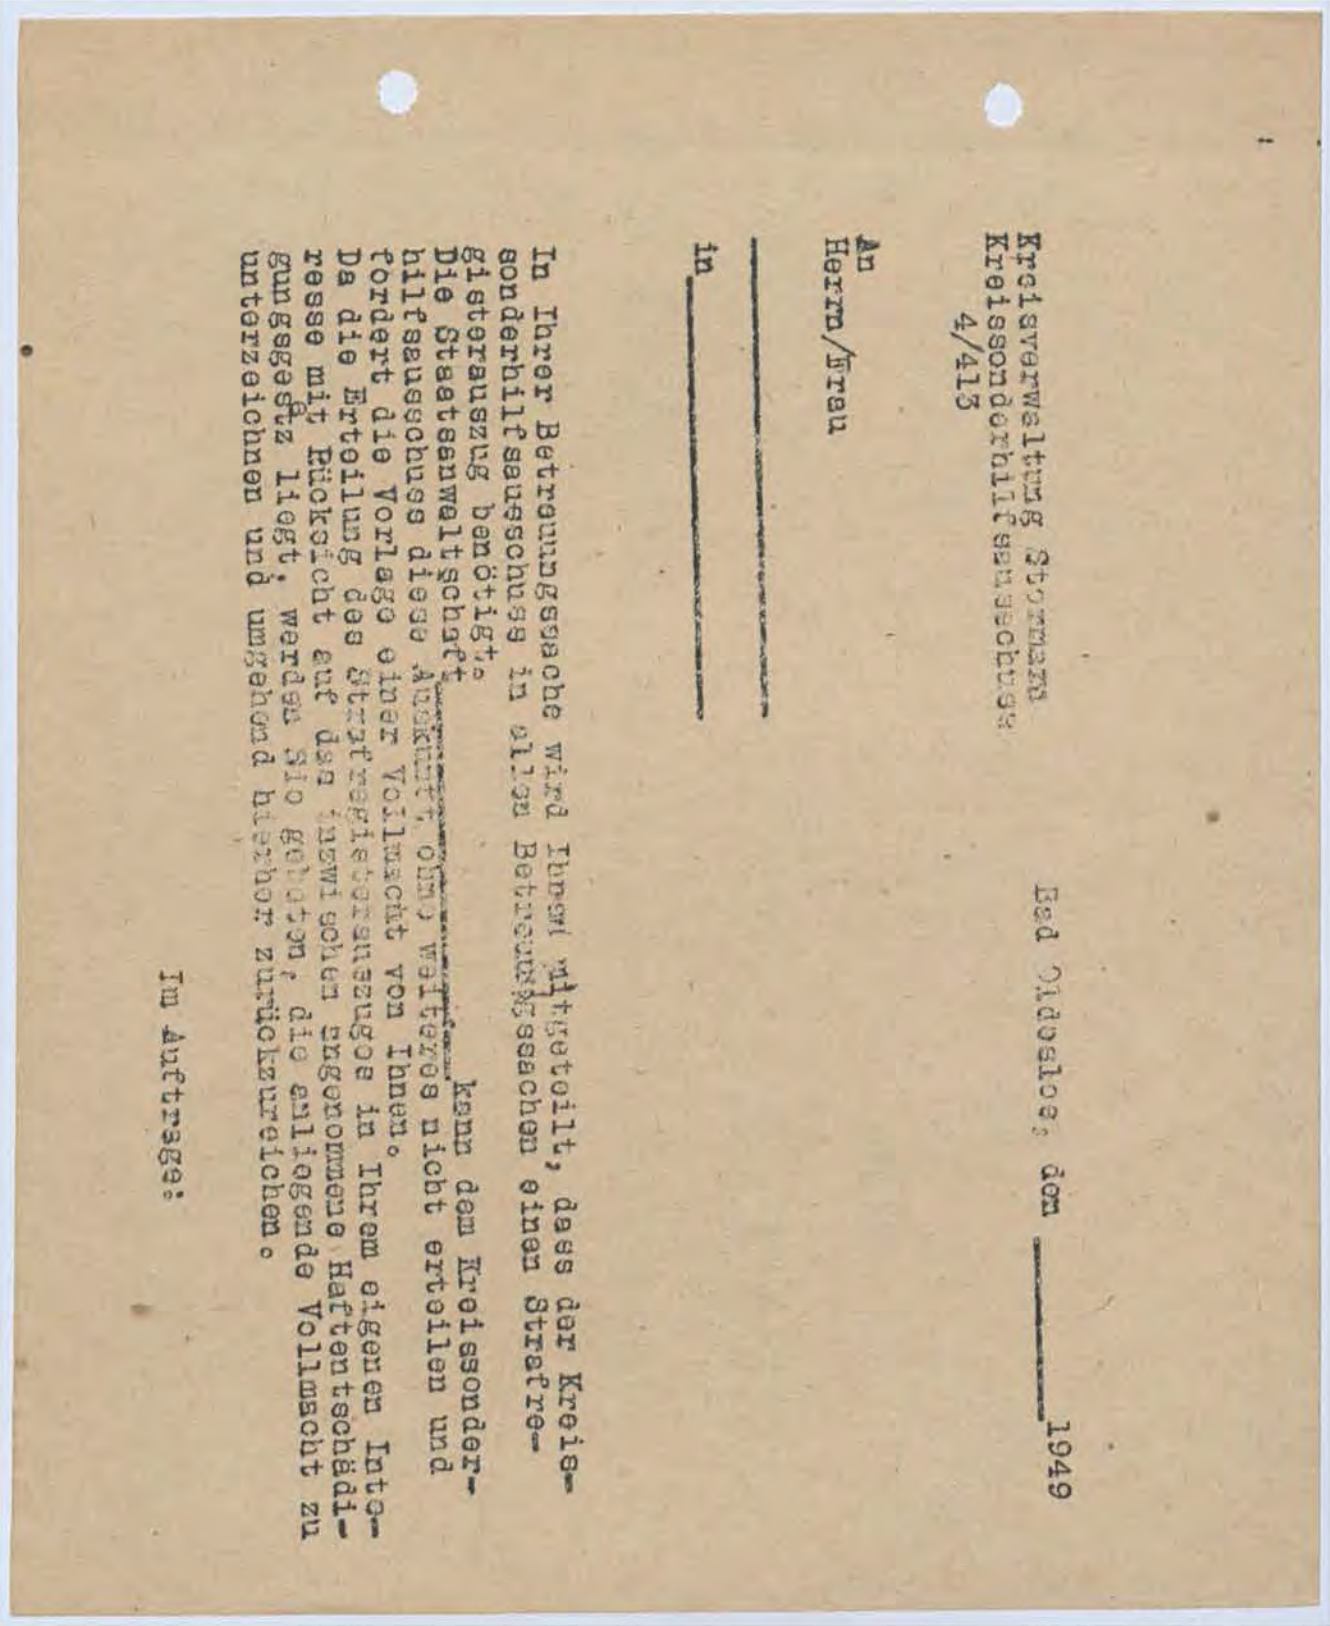 Kreisverwaltung Stormarn
Kreissonderhilfsausschuss
4/413
Bad Oldesloe, den ________ 1949
An
Herrn/Frau
in
In Ihrer Betreuungssache wird Ihnen mitgeteilt, dass der Kreis-
sonderhilfsausschuss in allen Betreuungssachen einen Strafre-
gisterauszug benötigt.
Die Staatsanwaltschaft ________ kann dem Kreissonder-
hilfsausschuss diese Auskunft ohne weiteres nicht erteilen und
fordert die Vorlage einer Vollmacht von Ihnen.
Da die Erteilung des Strafregisterauszuges in Ihrem eigenen Inte-
resse mit Rücksicht auf das inzwischen angenommene Haftentschädi-
gungsgesetz liegt, werden Sie gebeten, die anliegende Vollmacht zu
unterzeichnen und umgehend hierher zurückzureichen.
Im Auftrage: